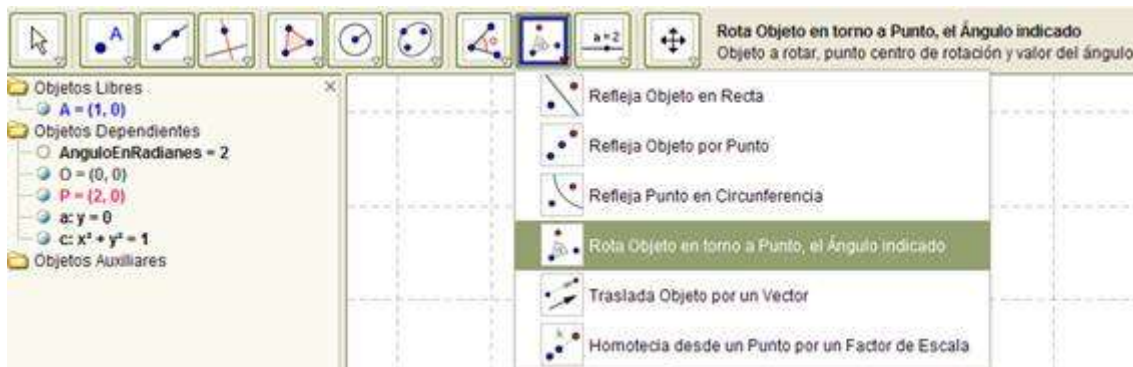 A
α
a=2
Rota Objeto en torno a Punto, el Ángulo indicado
Objeto a rotar, punto centro de rotación y valor del ángulo
Objetos Libres
A = (1, 0)
Objetos Dependientes
AnguloEnRadianes = 2
O = (0, 0)
P = (2, 0)
a: y = 0
c: x² + y² = 1
Objetos Auxiliares
Refleja Objeto en Recta
Refleja Objeto por Punto
Refleja Punto en Circunferencia
Rota Objeto en torno a Punto, el Ángulo indicado
Traslada Objeto por un Vector
Homotecia desde un Punto por un Factor de Escala